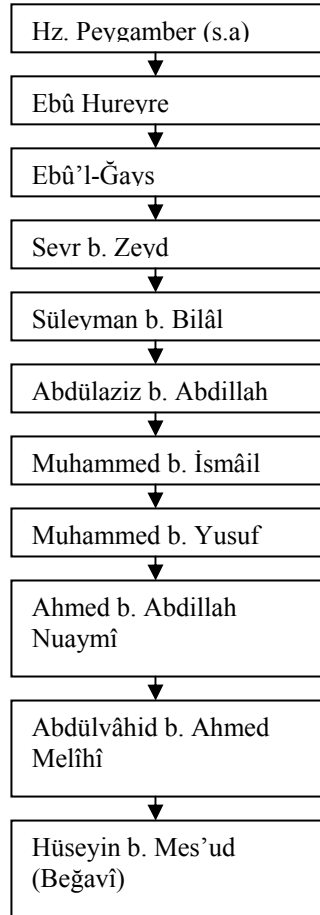 Hz. Peygamber (s.a)
Ebû Hureyre
Ebû’l-Ğays
Sevr b. Zeyd
Süleyman b. Bilâl
Abdülaziz b. Abdillah
Muhammed b. İsmâil
Muhammed b. Yusuf
Ahmed b. Abdillah
Nuaymî
Abdülvâhid b. Ahmed
Melîhî
Hüseyin b. Mes’ud
(Beğavî)